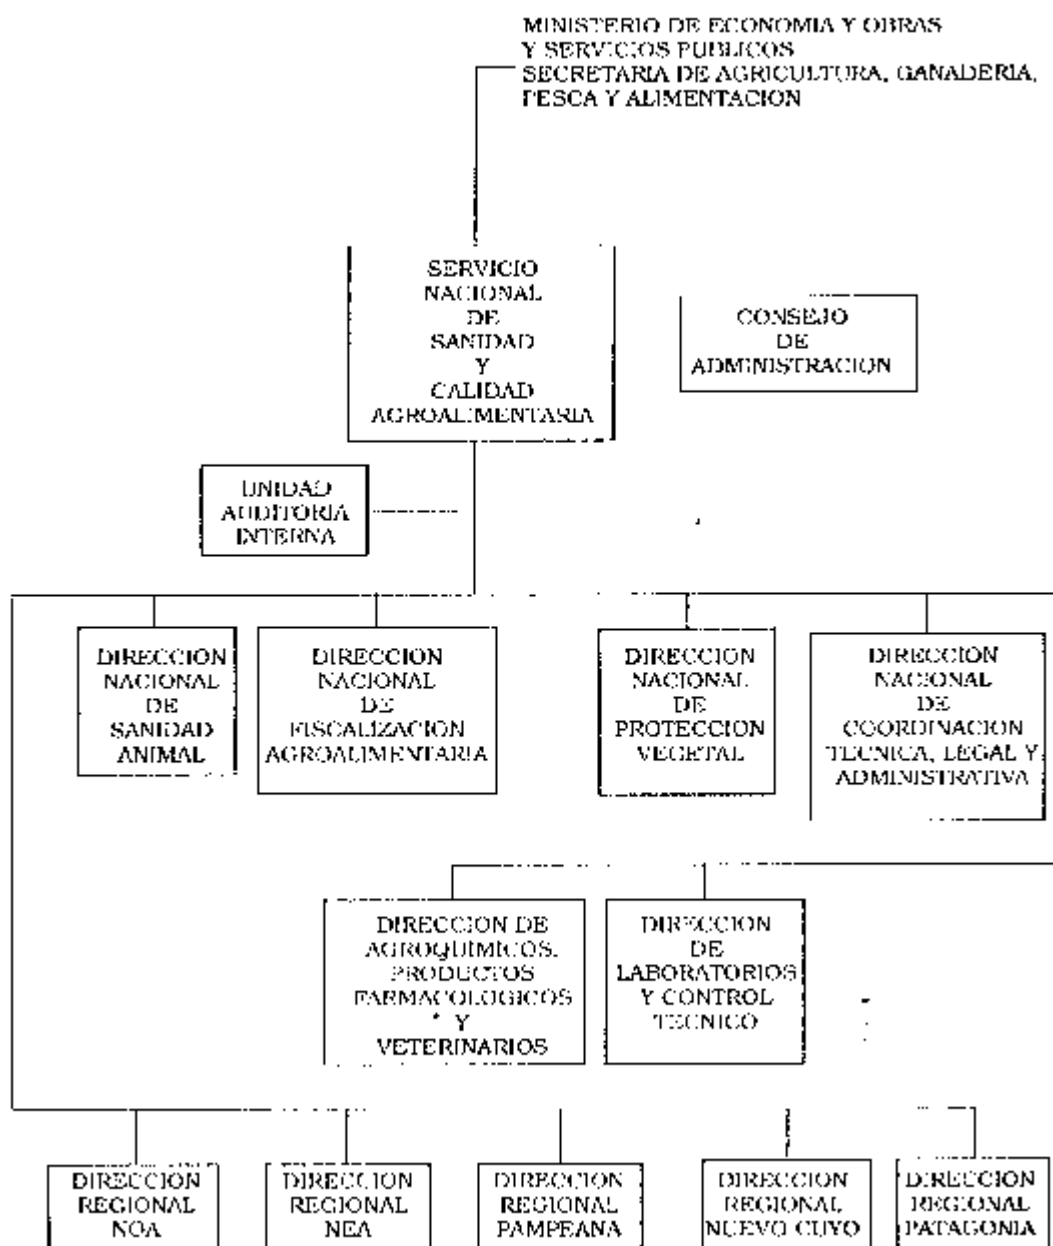 MINISTERIO DE ECONOMIA Y OBRAS
Y SERVICIOS PUBLICOS
SECRETARIA DE AGRICULTURA, GANADERIA,
PESCA Y ALIMENTACION
SERVICIO
NACIONAL
DE
SANIDAD
Y
CALIDAD
AGROALIMENTARIA
CONSEJO
DE
ADMINISTRACION
UNIDAD
AUDITORIA
INTERNA
DIRECCION
NACIONAL
DE
SANIDAD
ANIMAL
DIRECCION
NACIONAL
DE
FISCALIZACION
AGROALIMENTARIA
DIRECCION
NACIONAL
DE
PROTECCION
VEGETAL
DIRECCION
NACIONAL
DE
COORDINACION
TECNICA, LEGAL Y
ADMINISTRATIVA
DIRECCION DE
AGROQUIMICOS,
PRODUCTOS
FARMACOLOGICOS
Y
VETERINARIOS
DIRECCION
DE
LABORATORIOS
Y CONTROL
TECNICO
DIRECCION
REGIONAL
NOA
DIRECCION
REGIONAL
NEA
DIRECCION
REGIONAL
PAMPEANA
DIRECCION
REGIONAL
NUEVO CUYO
DIRECCION
REGIONAL
PATAGONIA